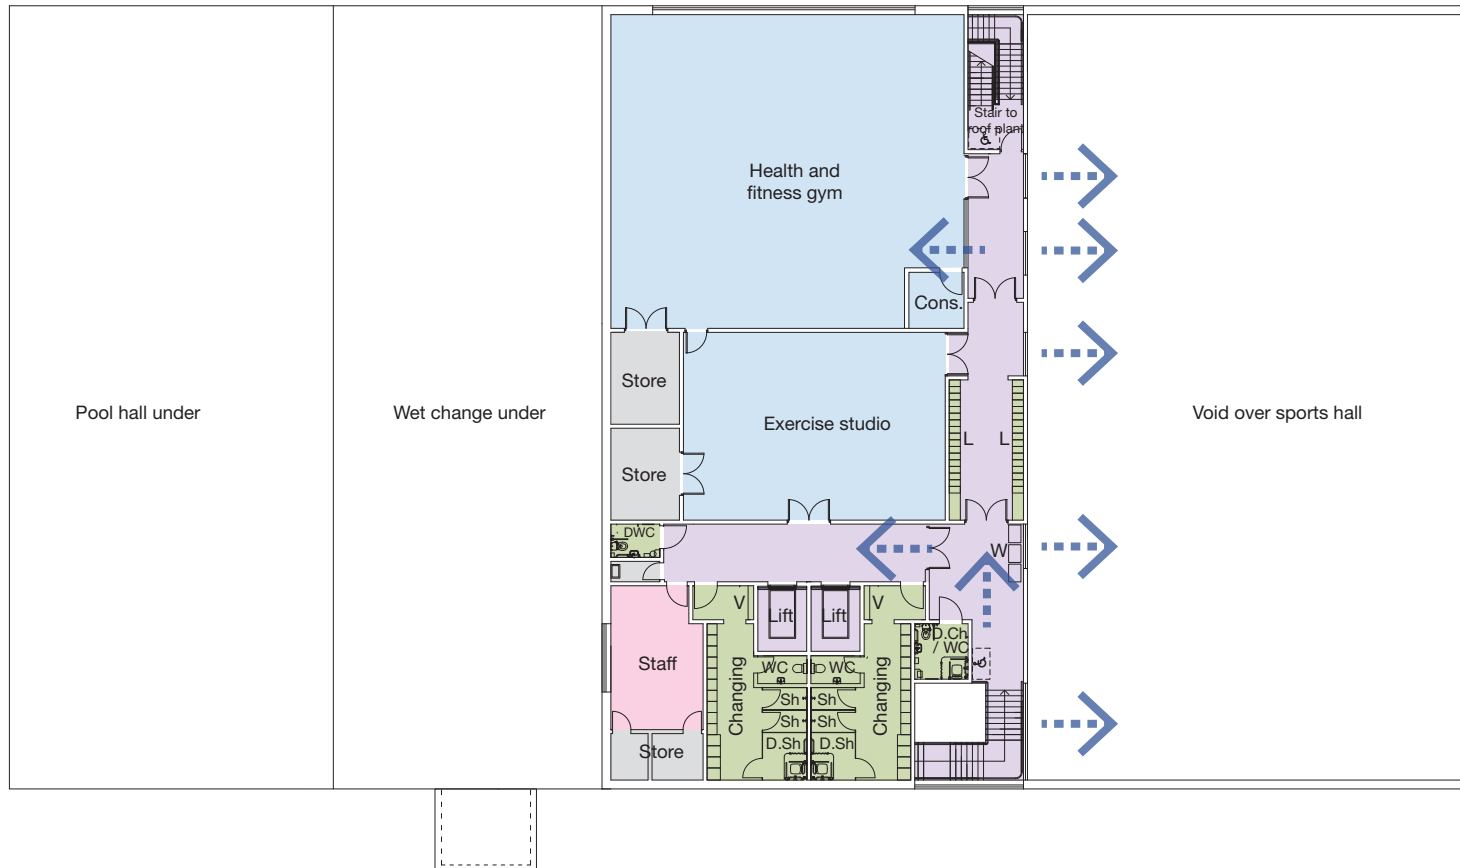 Stair to
roof plant
Health and
fitness gym
Cons.
Store
Pool hall under
Wet change under
Exercise studio
Void over sports hall
L
L
Store
DWC
W
V
Lift
Lift
V
D.Ch
/ WC
Staff
Changing
WC
WC
Changing
Sh
Sh
Sh
Sh
D.Sh
D.Sh
Store